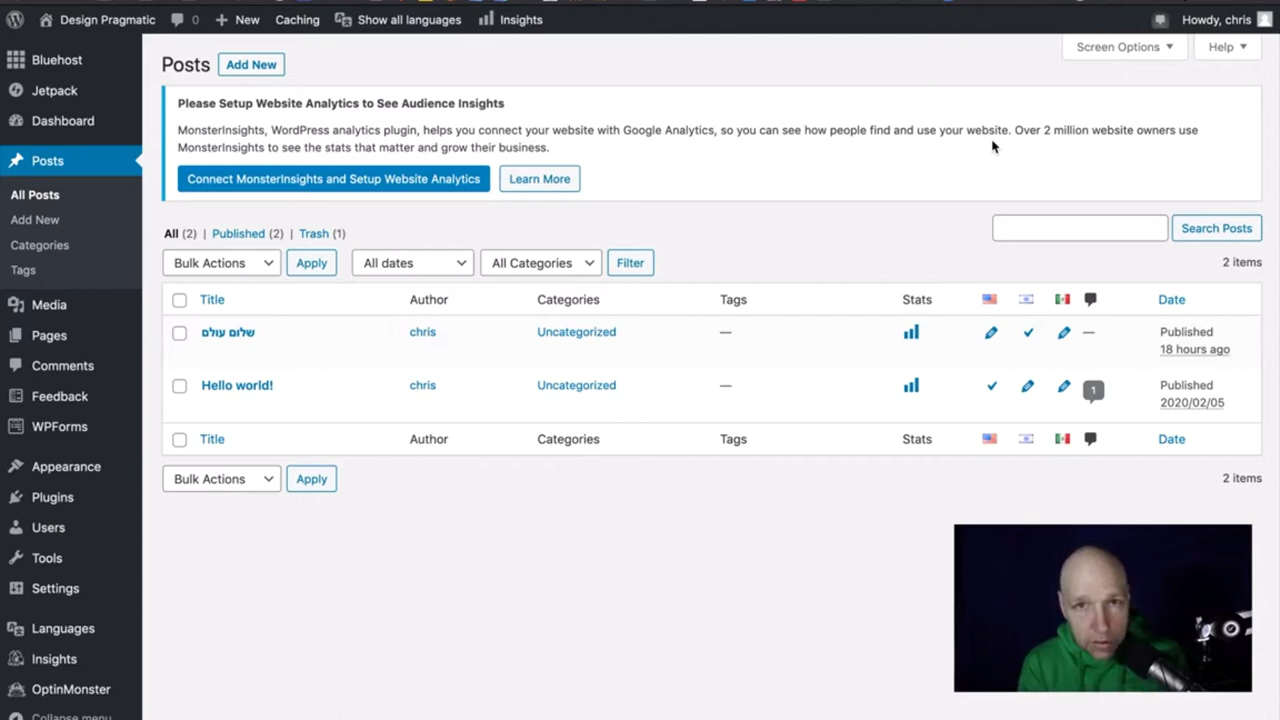 Design Pragmatic 0 New Caching Show all languages Insights Howdy, chris
Bluehost
Jetpack
Dashboard
Posts
All Posts
Add New
Categories
Tags
Media
Pages
Comments
Feedback
WPForms
Appearance
Plugins
Users
Tools
Settings
Languages
Insights
OptinMonster
Collapse menu
Screen Options Help
Posts Add New
Please Setup Website Analytics to See Audience Insights
MonsterInsights, WordPress analytics plugin, helps you connect your website with Google Analytics, so you can see how people find and use your website. Over 2 million website owners use
MonsterInsights to see the stats that matter and grow their business.
Connect MonsterInsights and Setup Website Analytics Learn More
All (2) | Published (2) | Trash (1)
Search Posts
Bulk Actions Apply All dates All Categories Filter 2 items
Title Author Categories Tags Stats Date
שלום עולם chris Uncategorized — — Published
18 hours ago
Hello world! chris Uncategorized — 1 Published
2020/02/05
Title Author Categories Tags Stats Date
Bulk Actions Apply 2 items